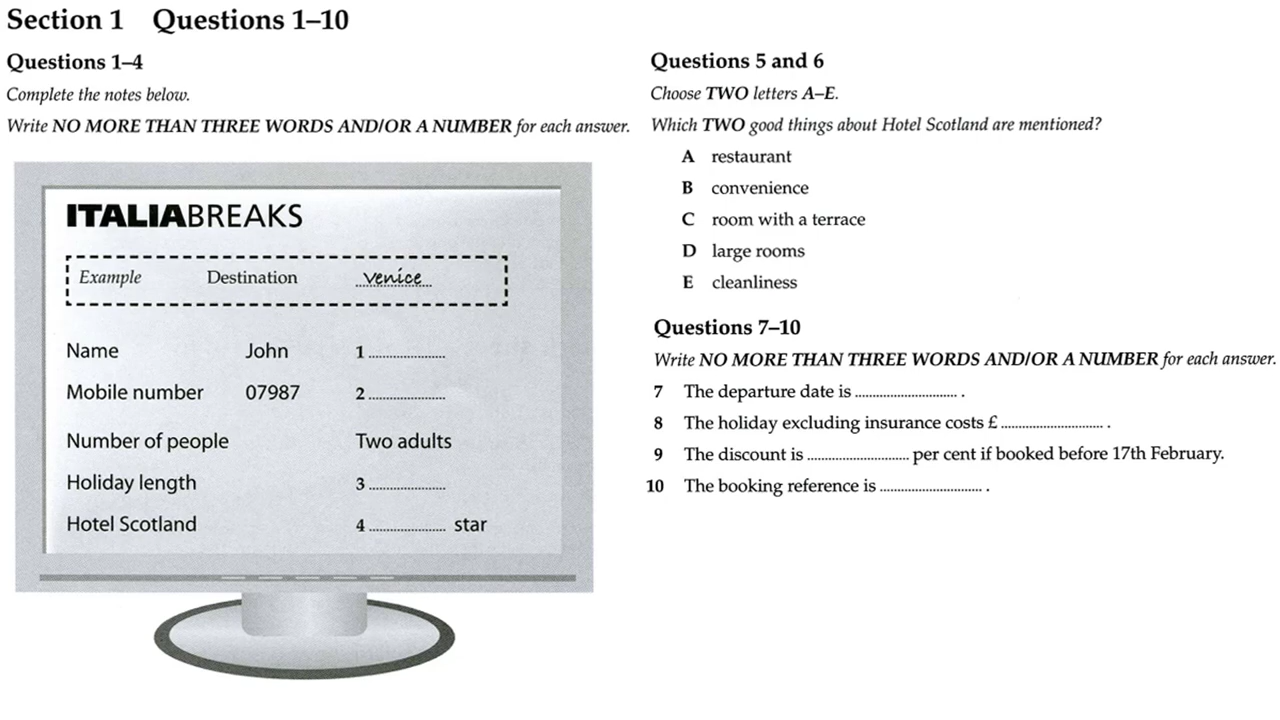 Section 1 Questions 1–10
Questions 1–4
Complete the notes below.
Write NO MORE THAN THREE WORDS AND/OR A NUMBER for each answer.
ITALIABREAKS
Example Destination Venice
Name John 1 ....................
Mobile number 07987 2 ....................
Number of people Two adults
Holiday length 3 ....................
Hotel Scotland 4 .................... star
Questions 5 and 6
Choose TWO letters A–E.
Which TWO good things about Hotel Scotland are mentioned?
A restaurant
B convenience
C room with a terrace
D large rooms
E cleanliness
Questions 7–10
Write NO MORE THAN THREE WORDS AND/OR A NUMBER for each answer.
7 The departure date is ............................. .
8 The holiday excluding insurance costs £ ............................. .
9 The discount is ............................. per cent if booked before 17th February.
10 The booking reference is ............................. .